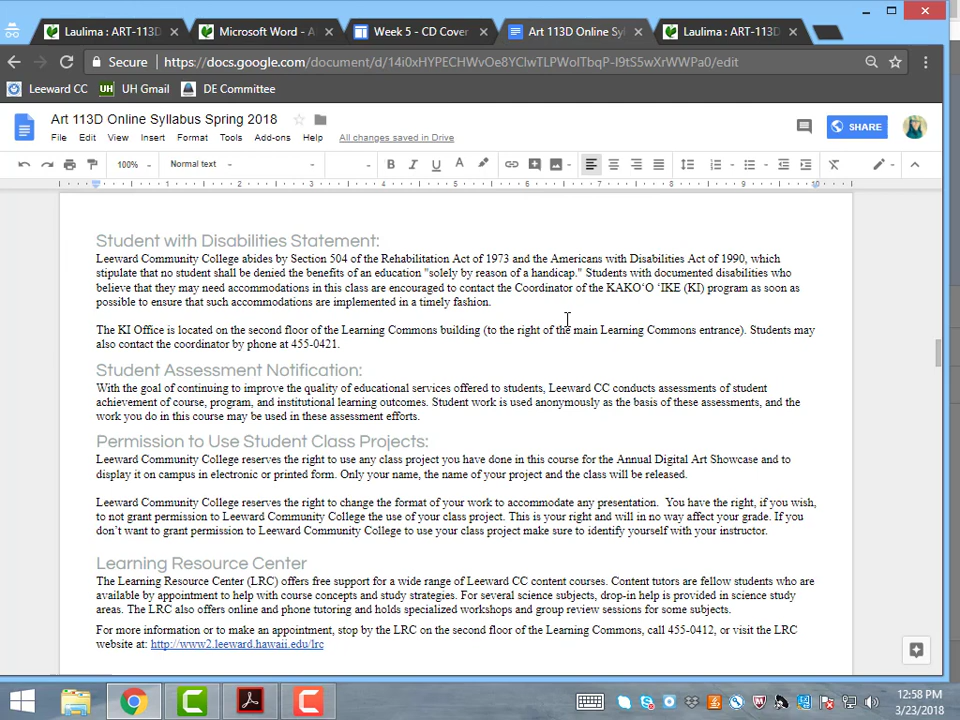 Laulima : ART-113D
Microsoft Word - A
Week 5 - CD Cover
Art 113D Online Syl
Laulima : ART-113D
Secure
https://docs.google.com/document/d/14i0xHYPECHWvOe8YClwTLPWolTbqP-I9tS5wXrWWPa0/edit
Leeward CC
UH
UH Gmail
DE Committee
Art 113D Online Syllabus Spring 2018
File Edit View Insert Format Tools Add-ons Help All changes saved in Drive
SHARE
100% Normal text
B I U A
1 2 3 4 5 6 7 8 9 10
Student with Disabilities Statement:
Leeward Community College abides by Section 504 of the Rehabilitation Act of 1973 and the Americans with Disabilities Act of 1990, which
stipulate that no student shall be denied the benefits of an education "solely by reason of a handicap." Students with documented disabilities who
believe that they may need accommodations in this class are encouraged to contact the Coordinator of the KAKO‘O ‘IKE (KI) program as soon as
possible to ensure that such accommodations are implemented in a timely fashion.
The KI Office is located on the second floor of the Learning Commons building (to the right of the main Learning Commons entrance). Students may
also contact the coordinator by phone at 455-0421.
Student Assessment Notification:
With the goal of continuing to improve the quality of educational services offered to students, Leeward CC conducts assessments of student
achievement of course, program, and institutional learning outcomes. Student work is used anonymously as the basis of these assessments, and the
work you do in this course may be used in these assessment efforts.
Permission to Use Student Class Projects:
Leeward Community College reserves the right to use any class project you have done in this course for the Annual Digital Art Showcase and to
display it on campus in electronic or printed form. Only your name, the name of your project and the class will be released.
Leeward Community College reserves the right to change the format of your work to accommodate any presentation. You have the right, if you wish,
to not grant permission to Leeward Community College the use of your class project. This is your right and will in no way affect your grade. If you
don’t want to grant permission to Leeward Community College to use your class project make sure to identify yourself with your instructor.
Learning Resource Center
The Learning Resource Center (LRC) offers free support for a wide range of Leeward CC content courses. Content tutors are fellow students who are
available by appointment to help with course concepts and study strategies. For several science subjects, drop-in help is provided in science study
areas. The LRC also offers online and phone tutoring and holds specialized workshops and group review sessions for some subjects.
For more information or to make an appointment, stop by the LRC on the second floor of the Learning Commons, call 455-0412, or visit the LRC
website at: http://www2.leeward.hawaii.edu/lrc
12:58 PM
3/23/2018